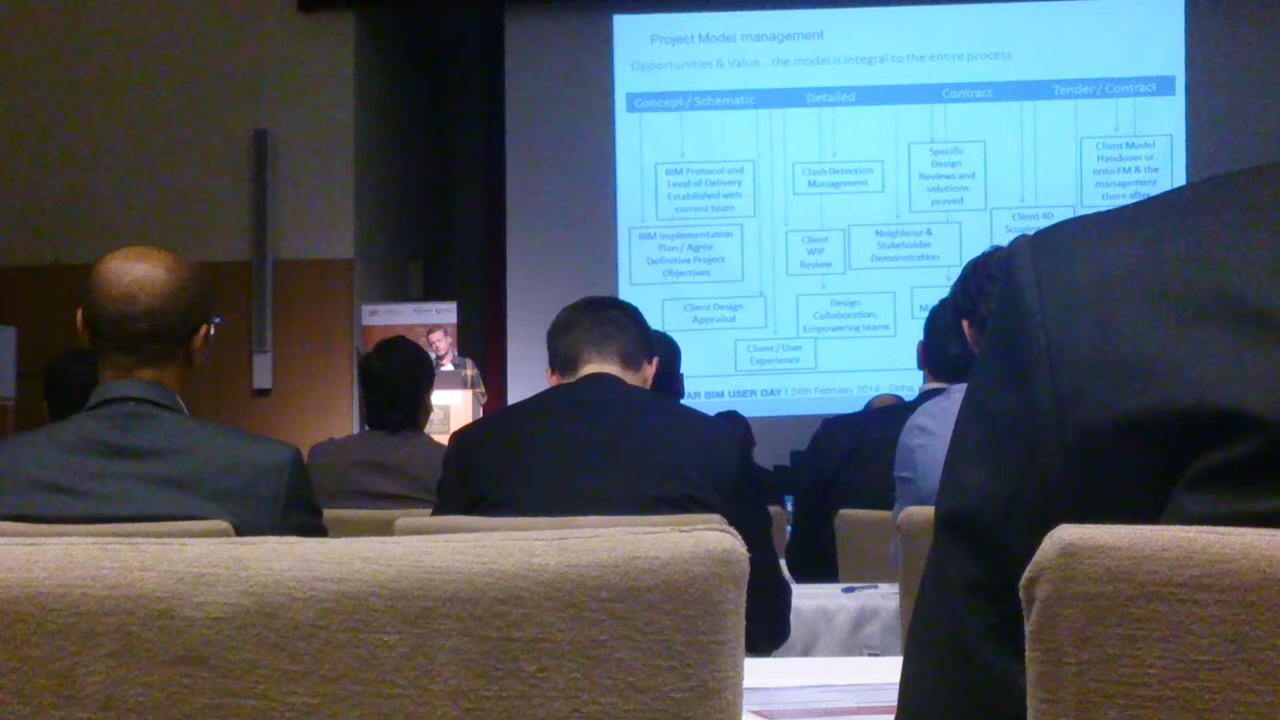 Project Model management
Opportunities & Value...the model is integral to the entire process
Concept / Schematic Detailed Contract Tender / Contract
BIM Protocol and
Level of Delivery
Established with
current team
Clash Detection
Management
Specific
Design
Reviews and
solutions
proved
Client Model
Handover or
onto FM & the
management
there after
BIM Implementation
Plan / Agree
Definitive Project
Objectives
Client
WIP
Review
Neighbour &
Stakeholder
Demonstration
Client 4D
Client Design
Appraisal
Design
Collaboration,
Empowering teams
Client / User
Experience
AR BIM USER DAY | 24th February 2014 - Doha,